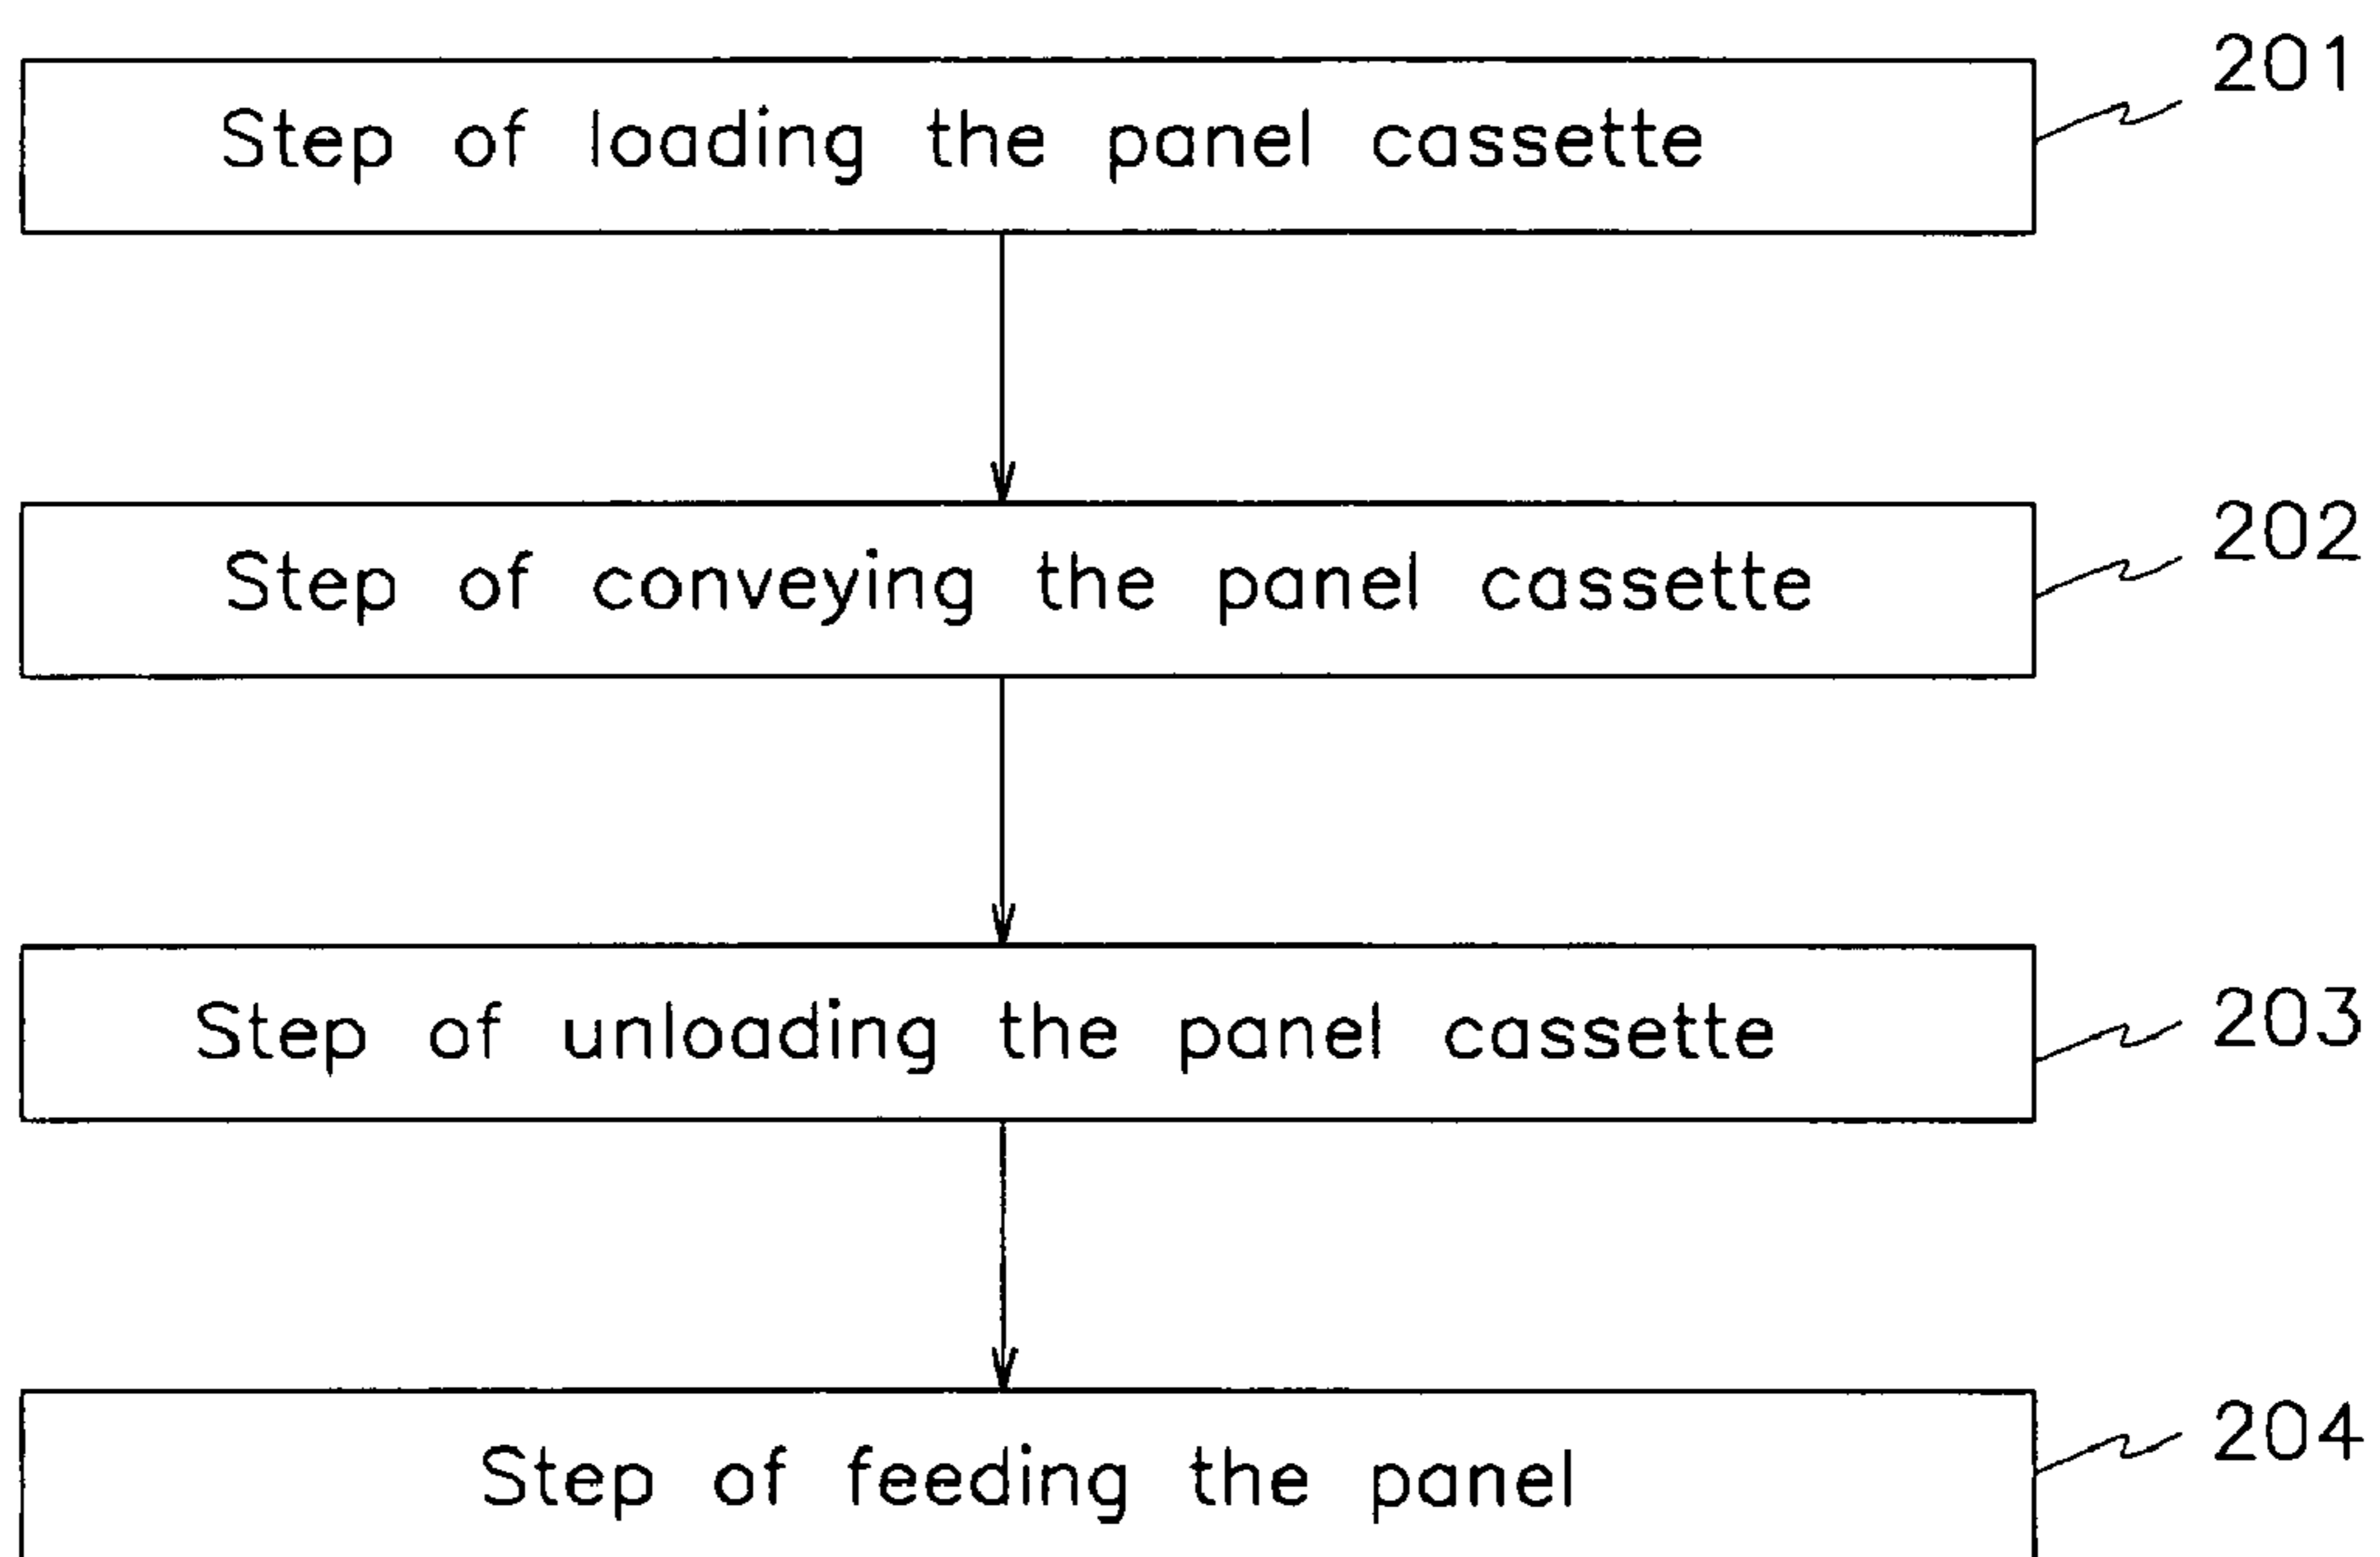 201
Step of loading the panel cassette
202
Step of conveying the panel cassette
203
Step of unloading the panel cassette
204
Step of feeding the panel